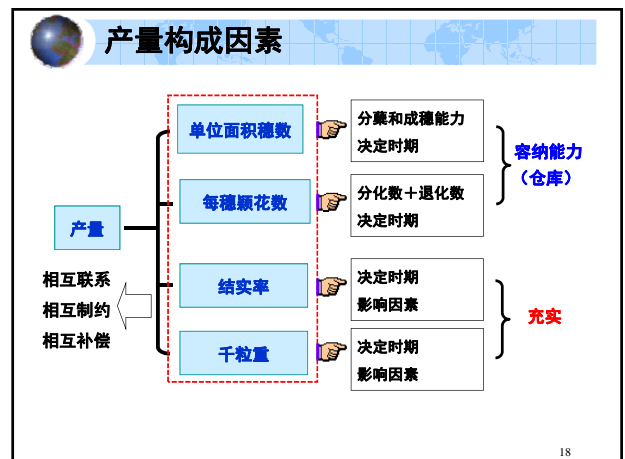 产量构成因素
单位面积穗数
分蘖和成穗能力
决定时期
容纳能力
（仓库）
每穗颖花数
分化数＋退化数
决定时期
产量
相互联系
相互制约
相互补偿
结实率
决定时期
影响因素
充实
千粒重
决定时期
影响因素
18